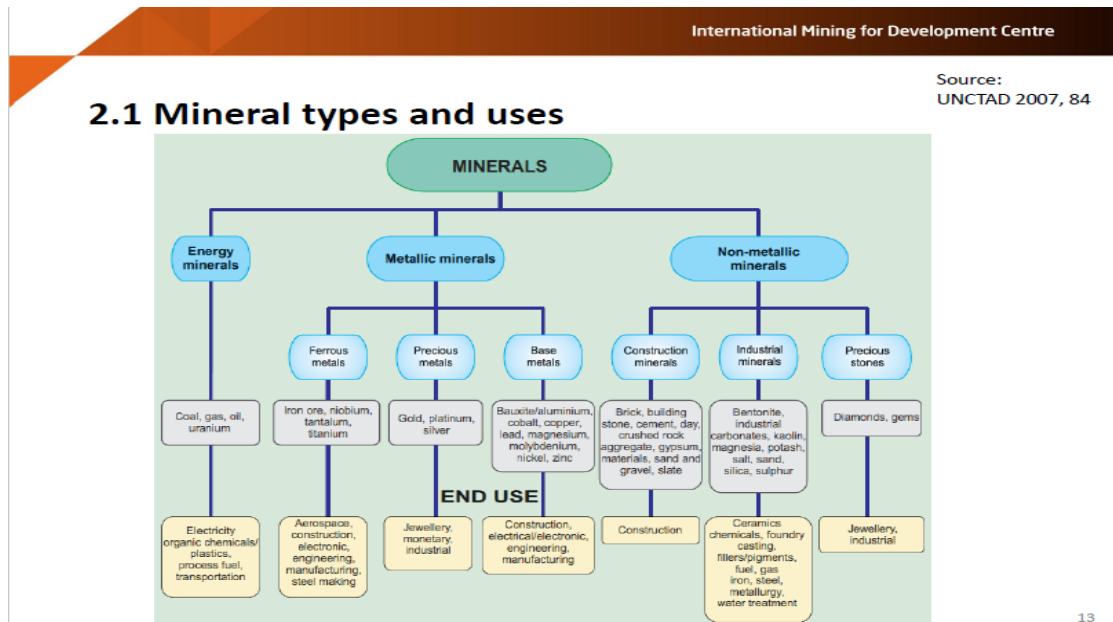 International Mining for Development Centre
Source:
UNCTAD 2007, 84
2.1 Mineral types and uses
MINERALS
Energy
minerals
Metallic minerals
Non-metallic
minerals
Ferrous
metals
Precious
metals
Base
metals
Construction
minerals
Industrial
minerals
Precious
stones
Coal, gas, oil,
uranium
Iron ore, niobium,
tantalum,
titanium
Gold, platinum,
silver
Bauxite/aluminium,
cobalt, copper,
lead, magnesium,
molybdenium,
nickel, zinc
Brick, building
stone, cement, day,
crushed rock
aggregate, gypsum,
materials, sand and
gravel, slate
Bentonite,
industrial
carbonates, kaolin,
magnesia, potash,
salt, sand,
silica, sulphur
Diamonds, gems
END USE
Electricity
organic chemicals/
plastics,
process fuel,
transportation
Aerospace,
construction,
electronic,
engineering,
manufacturing,
steel making
Jewellery,
monetary,
industrial
Construction,
electrical/electronic,
engineering,
manufacturing
Construction
Ceramics
chemicals, foundry
casting,
fillers/pigments,
fuel, gas
iron, steel,
metallurgy,
water treatment
Jewellery,
industrial
13